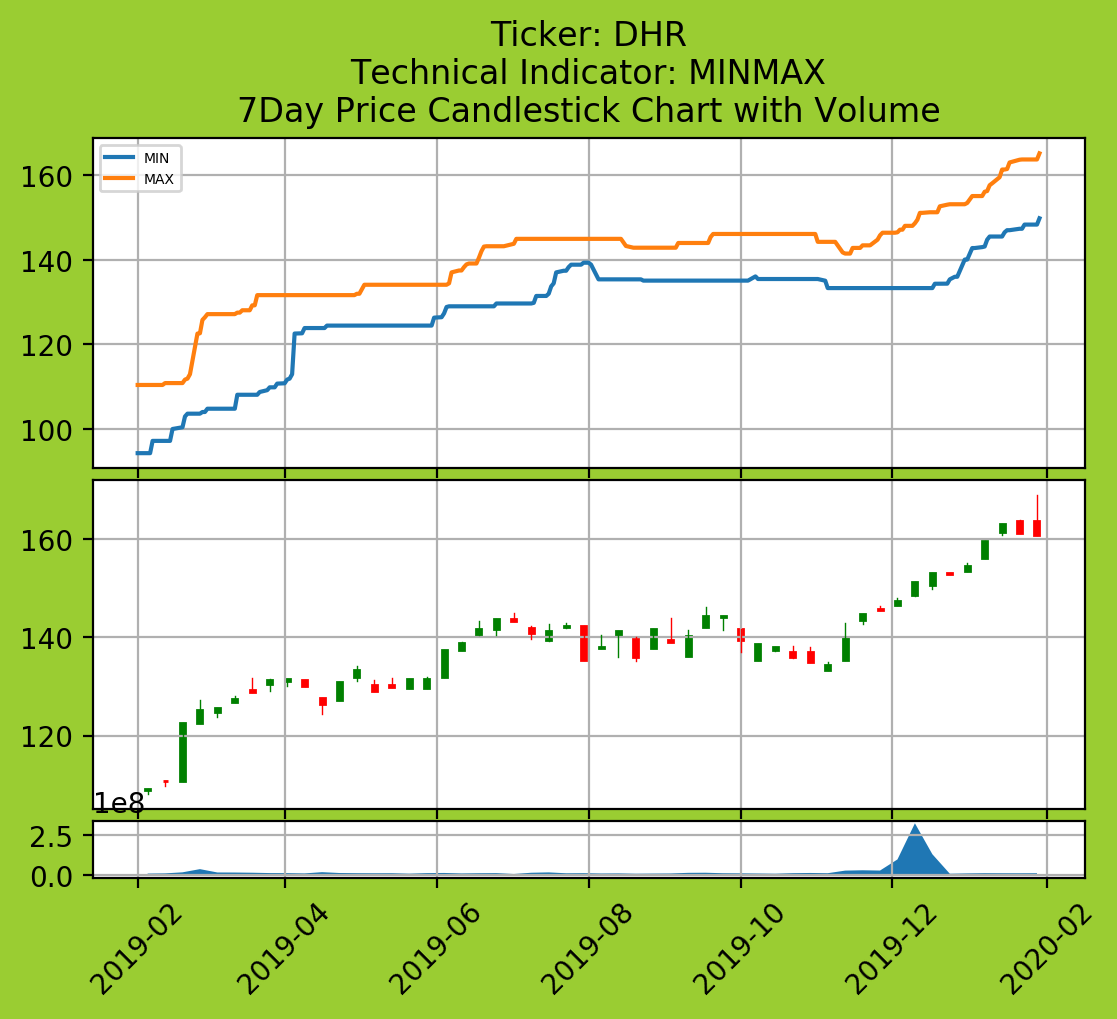 Ticker: DHR
Technical Indicator: MINMAX
7Day Price Candlestick Chart with Volume
MIN
MAX
160
140
120
100
160
140
120
1e8
2.5
0.0
2019-02
2019-04
2019-06
2019-08
2019-10
2019-12
2020-02